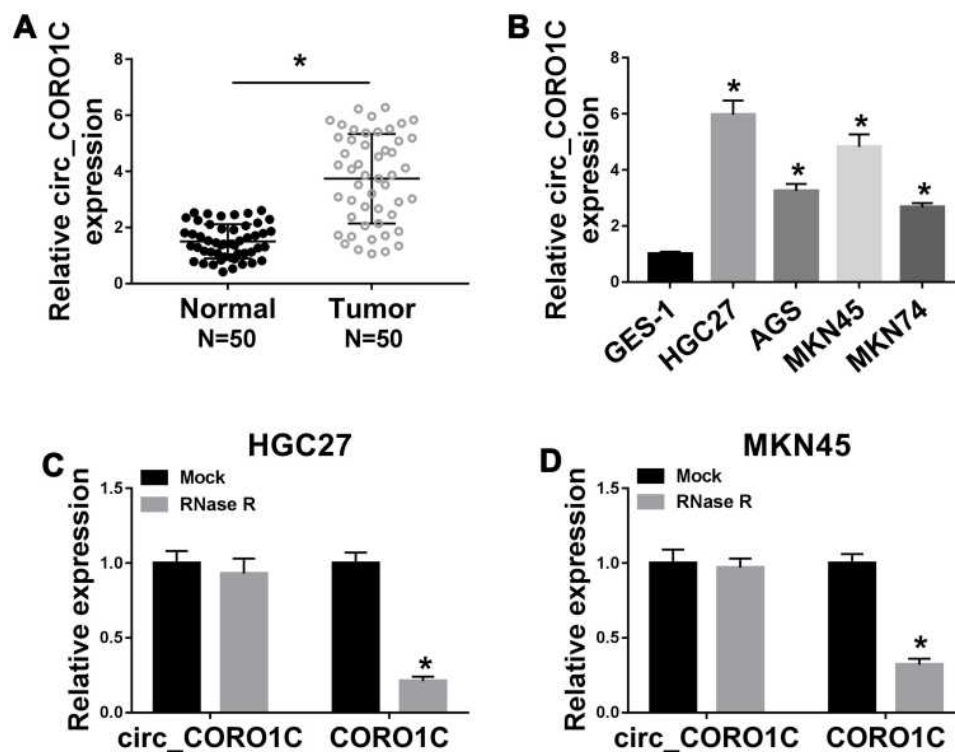 A
Relative circ_CORO1C
expression
8
6
4
2
0
*
Normal
N=50
Tumor
N=50
B
Relative circ_CORO1C
expression
8
6
4
2
0
*
*
*
*
GES-1
HGC27
AGS
MKN45
MKN74
C
HGC27
Relative expression
1.5
1.0
0.5
0.0
Mock
RNase R
*
circ_CORO1C
CORO1C
D
MKN45
Relative expression
1.5
1.0
0.5
0.0
Mock
RNase R
*
circ_CORO1C
CORO1C